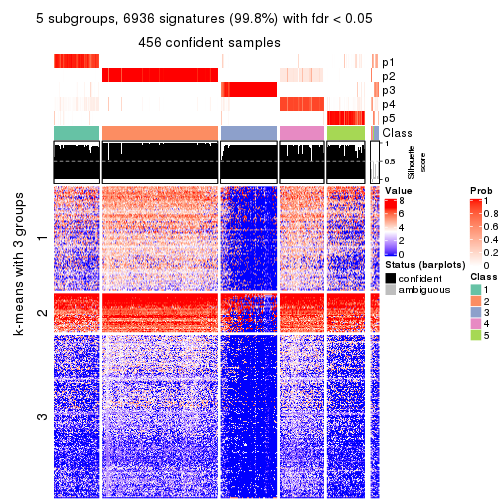 5 subgroups, 6936 signatures (99.8%) with fdr < 0.05
456 confident samples
p1
p2
p3
p4
p5
Class
1
0.5
0
Silhouette
score
k-means with 3 groups
1
2
3
Value
8
6
4
2
0
Status (barplots)
confident
ambiguous
Prob
1
0.8
0.6
0.4
0.2
0
Class
1
2
3
4
5